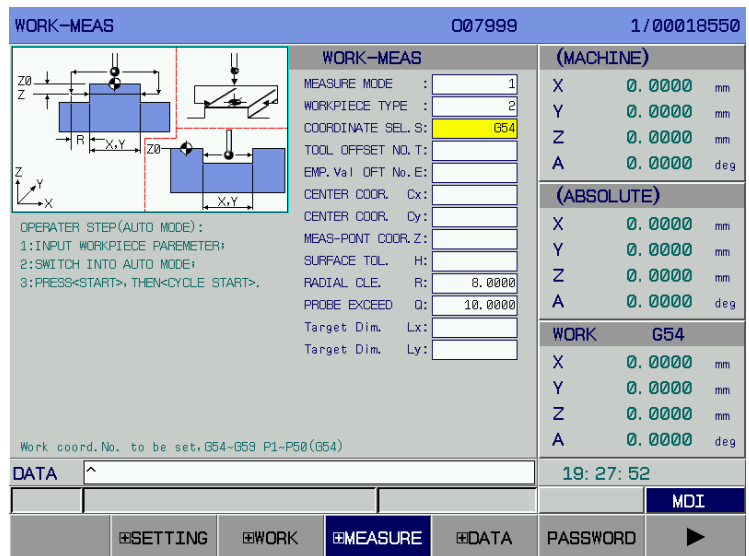 WORK-MEAS O07999 1/00018550
Z0
Z
R
X,Y
Z0
X,Y
Z
Y
X
OPERATER STEP(AUTO MODE):
1:INPUT WORKPIECE PAREMETER;
2:SWITCH INTO AUTO MODE;
3:PRESS<START>,THEN<CYCLE START>.
WORK-MEAS
MEASURE MODE : 1
WORKPIECE TYPE : 2
COORDINATE SEL.S: G54
TOOL OFFSET NO.T:
EMP.Val OFT No.E:
CENTER COOR. Cx:
CENTER COOR. Cy:
MEAS-PONT COOR.Z:
SURFACE TOL. H:
RADIAL CLE. R: 8.0000
PROBE EXCEED Q: 10.0000
Target Dim. Lx:
Target Dim. Ly:
Work coord.No. to be set,G54~G59 P1~P50(G54)
(MACHINE)
X 0.0000 mm
Y 0.0000 mm
Z 0.0000 mm
A 0.0000 deg
(ABSOLUTE)
X 0.0000 mm
Y 0.0000 mm
Z 0.0000 mm
A 0.0000 deg
WORK G54
X 0.0000 mm
Y 0.0000 mm
Z 0.0000 mm
A 0.0000 deg
DATA ^ 19:27:52
MDI
⊞SETTING ⊞WORK ⊞MEASURE ⊞DATA PASSWORD ▶